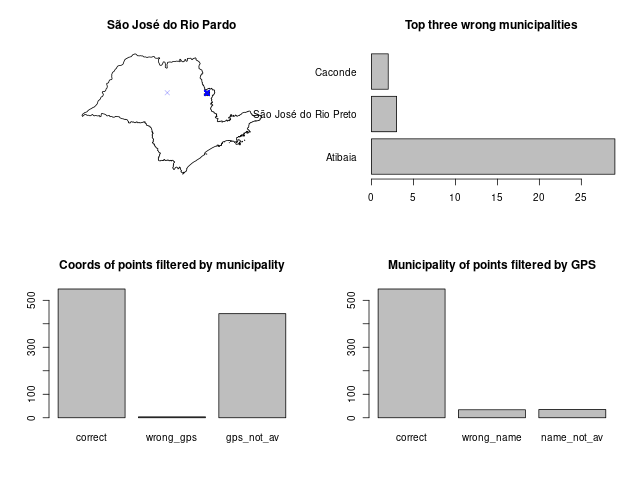 São José do Rio Pardo
Top three wrong municipalities
Caconde
São José do Rio Preto
Atibaia
0 5 10 15 20 25
Coords of points filtered by municipality
500
300
100
0
correct wrong_gps gps_not_av
Municipality of points filtered by GPS
500
300
100
0
correct wrong_name name_not_av